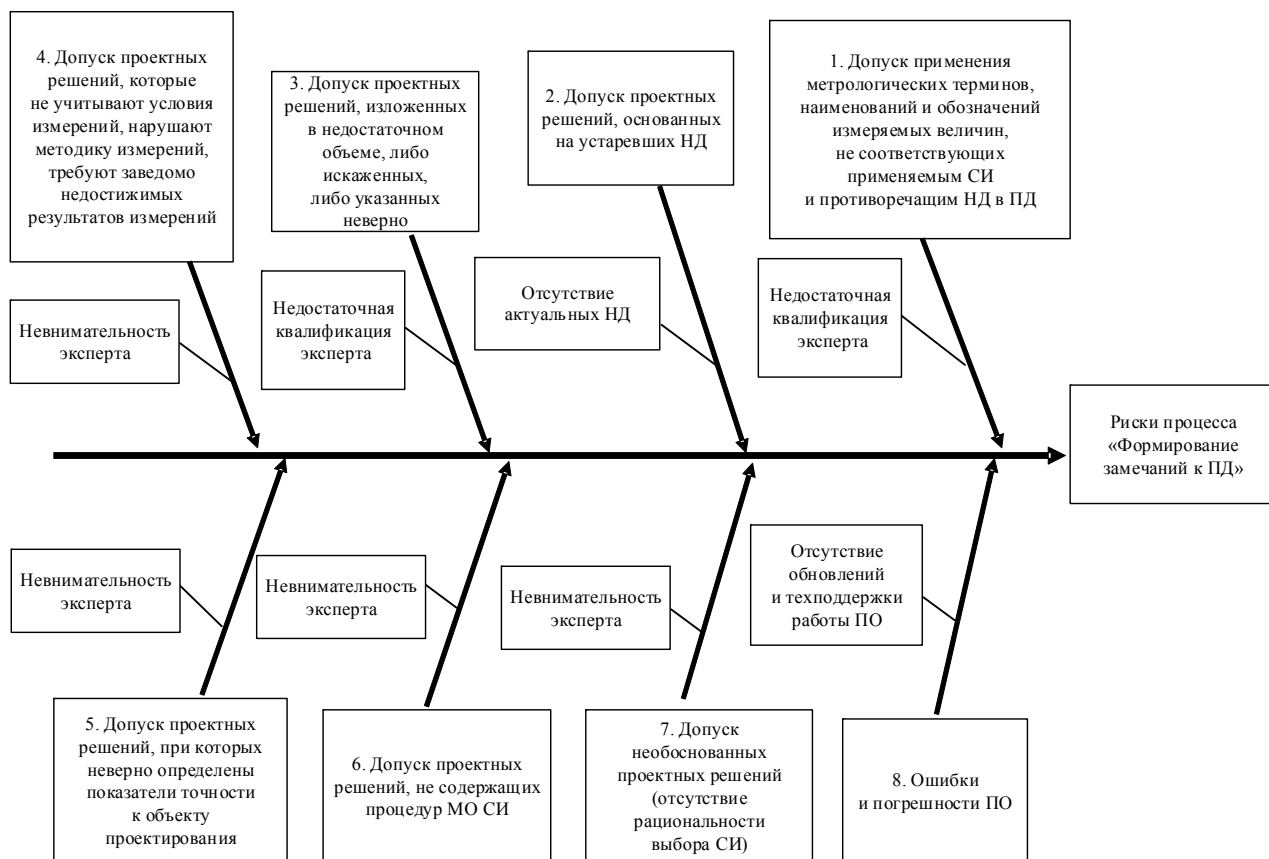 4. Допуск проектных
решений, которые
не учитывают условия
измерений, нарушают
методику измерений,
требуют заведомо
недостижимых
результатов измерений
3. Допуск проектных
решений, изложенных
в недостаточном
объеме, либо
искаженных,
либо указанных
неверно
2. Допуск проектных
решений, основанных
на устаревших НД
1. Допуск применения
метрологических терминов,
наименований и обозначений
измеряемых величин,
не соответствующих
применяемым СИ
и противоречащим НД в ПД
Невнимательность
эксперта
Недостаточная
квалификация
эксперта
Отсутствие
актуальных НД
Недостаточная
квалификация
эксперта
Риски процесса
«Формирование
замечаний к ПД»
Невнимательность
эксперта
Невнимательность
эксперта
Невнимательность
эксперта
Отсутствие
обновлений
и техподдержки
работы ПО
5. Допуск проектных
решений, при которых
неверно определены
показатели точности
к объекту
проектирования
6. Допуск проектных
решений, не содержащих
процедур МО СИ
7. Допуск
необоснованных
проектных решений
(отсутствие
рациональности
выбора СИ)
8. Ошибки
и погрешности ПО